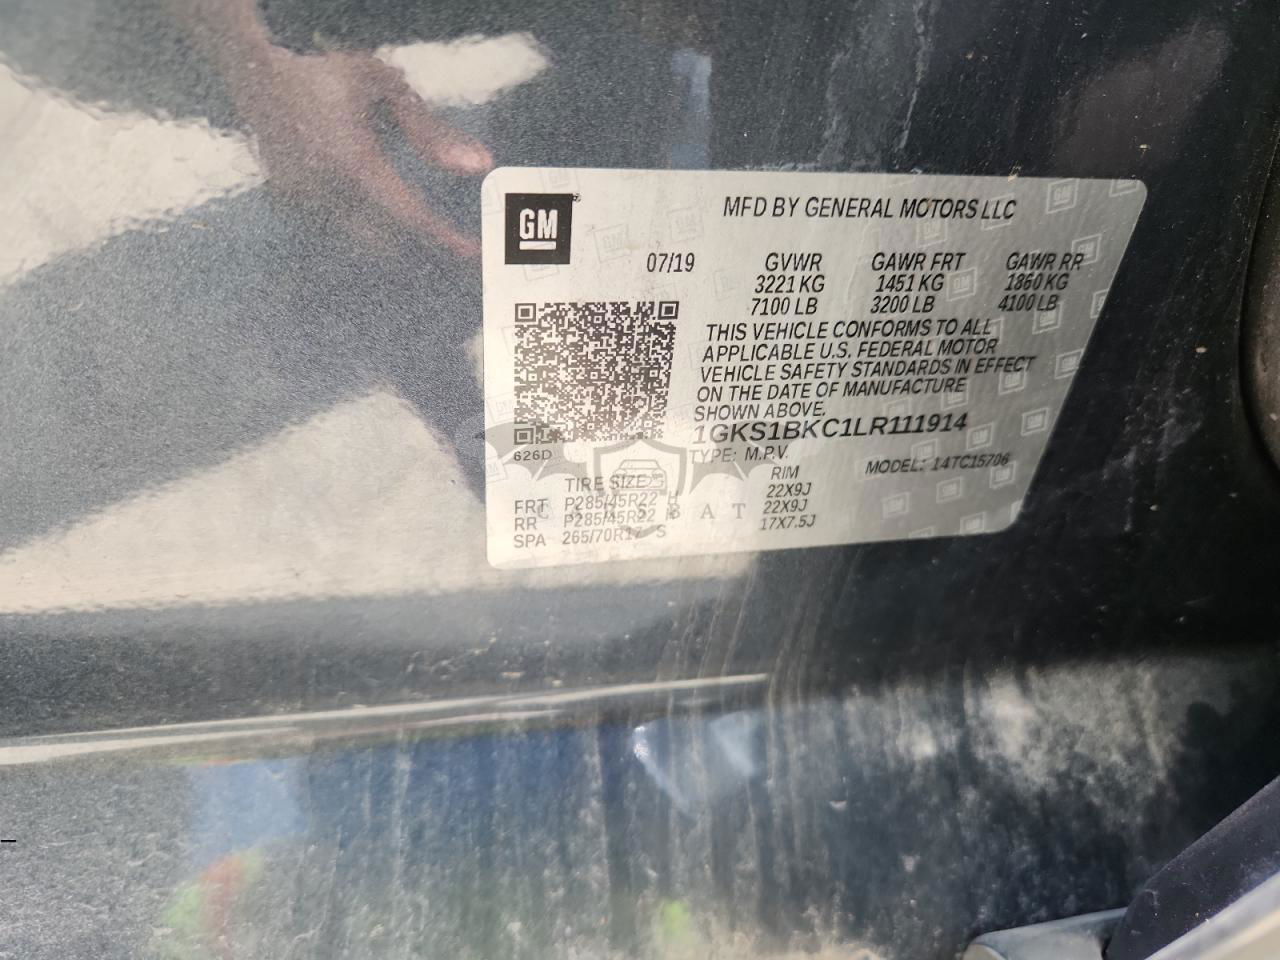 GM
MFD BY GENERAL MOTORS LLC
07/19 GVWR GAWR FRT GAWR RR
3221 KG 1451 KG 1860 KG
7100 LB 3200 LB 4100 LB
THIS VEHICLE CONFORMS TO ALL
APPLICABLE U.S. FEDERAL MOTOR
VEHICLE SAFETY STANDARDS IN EFFECT
ON THE DATE OF MANUFACTURE
SHOWN ABOVE.
1GKS1BKC1LR111914
626D TYPE: M.P.V. MODEL: 14TC15706
TIRE SIZE RIM
FRT P285/45R22 H 22X9J
RR P285/45R22 H 22X9J
SPA 265/70R17 S 17X7.5J